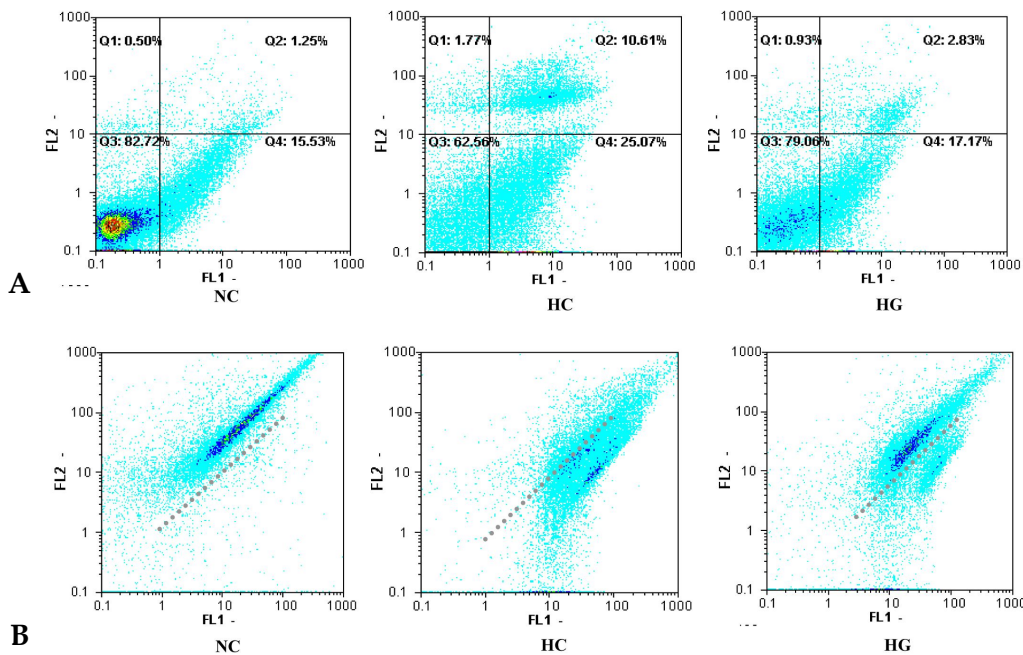 1000
Q1: 0.50% Q2: 1.25%
100
FL2 -
10
Q3: 82.72% Q4: 15.53%
1
0.1
0.1 1 10 100 1000
FL1 -
NC
1000
Q1: 1.77% Q2: 10.61%
100
FL2 -
10
Q3: 62.56% Q4: 25.07%
1
0.1
0.1 1 10 100 1000
FL1 -
HC
1000
Q1: 0.93% Q2: 2.83%
100
FL2 -
10
Q3: 79.06% Q4: 17.17%
1
0.1
0.1 1 10 100 1000
FL1 -
HG
A
1000
100
FL2 -
10
1
0.1
0.1 1 10 100 1000
FL1 -
NC
1000
100
FL2 -
10
1
0.1
0.1 1 10 100 1000
FL1 -
HC
1000
100
FL2 -
10
1
0.1
0.1 1 10 100 1000
FL1 -
HG
B